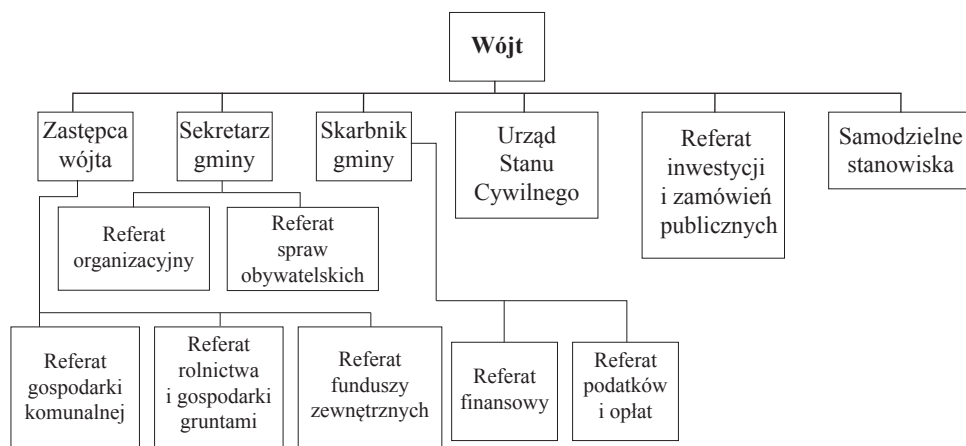 Wójt
Zastępca
wójta
Sekretarz
gminy
Skarbnik
gminy
Urząd
Stanu
Cywilnego
Referat
inwestycji
i zamówień
publicznych
Samodzielne
stanowiska
Referat
organizacyjny
Referat
spraw
obywatelskich
Referat
gospodarki
komunalnej
Referat
rolnictwa
i gospodarki
gruntami
Referat
funduszy
zewnętrznych
Referat
finansowy
Referat
podatków
i opłat